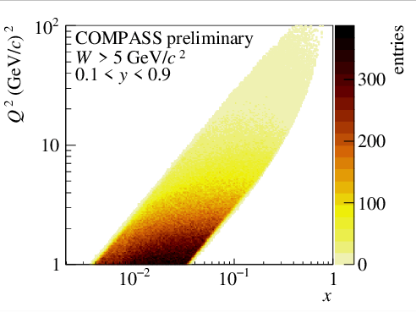 COMPASS preliminary
W > 5 GeV/c²
0.1 < y < 0.9
Q² (GeV/c)²
10²
10
1
10⁻²
10⁻¹
1
x
entries
300
200
100
0